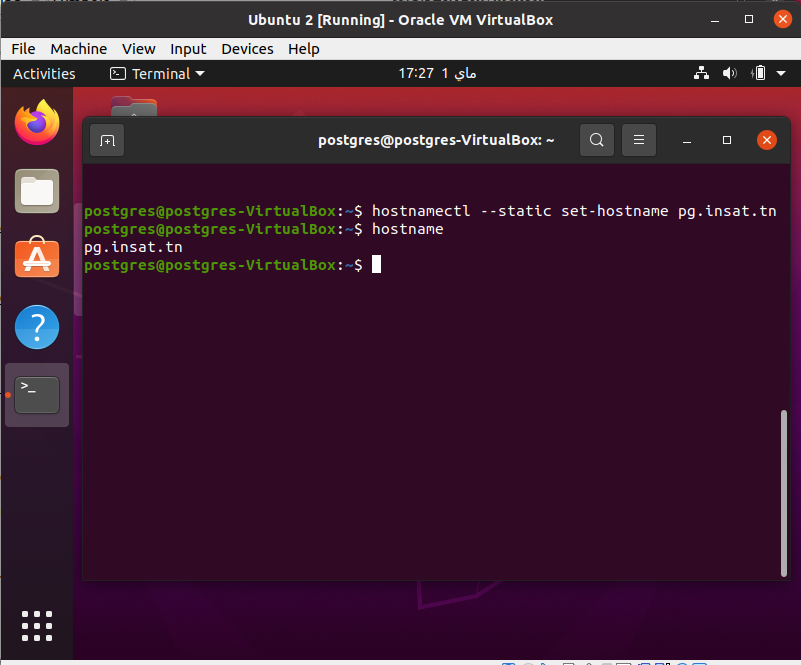 Ubuntu 2 [Running] - Oracle VM VirtualBox
File Machine View Input Devices Help
Activities Terminal 17:27 1 ماي
postgres@postgres-VirtualBox: ~
postgres@postgres-VirtualBox:~$ hostnamectl --static set-hostname pg.insat.tn
postgres@postgres-VirtualBox:~$ hostname
pg.insat.tn
postgres@postgres-VirtualBox:~$